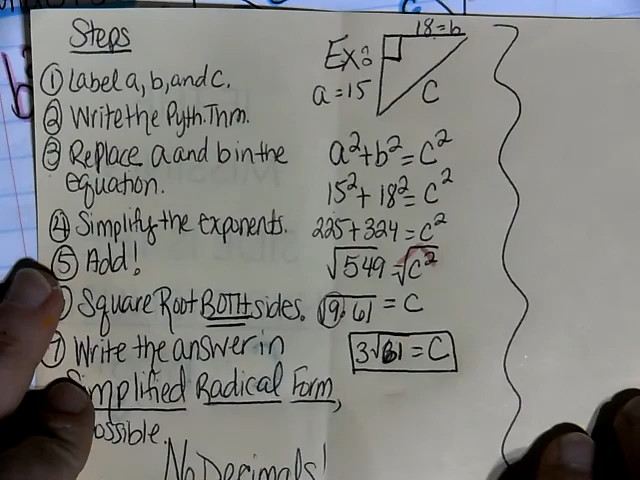 Steps
① Label a, b, and c.
② Write the Pyth. Thm.
③ Replace a and b in the
equation.
④ Simplify the exponents.
⑤ Add!
Square Root BOTH sides.
Write the answer in
Simplified Radical Form,
possible.
No Decimals!
Ex:
18=b
a=15
C
a²+b²=c²
15²+18²=c²
225+324=c²
√549=√c²
√9·61=c
3√61=c